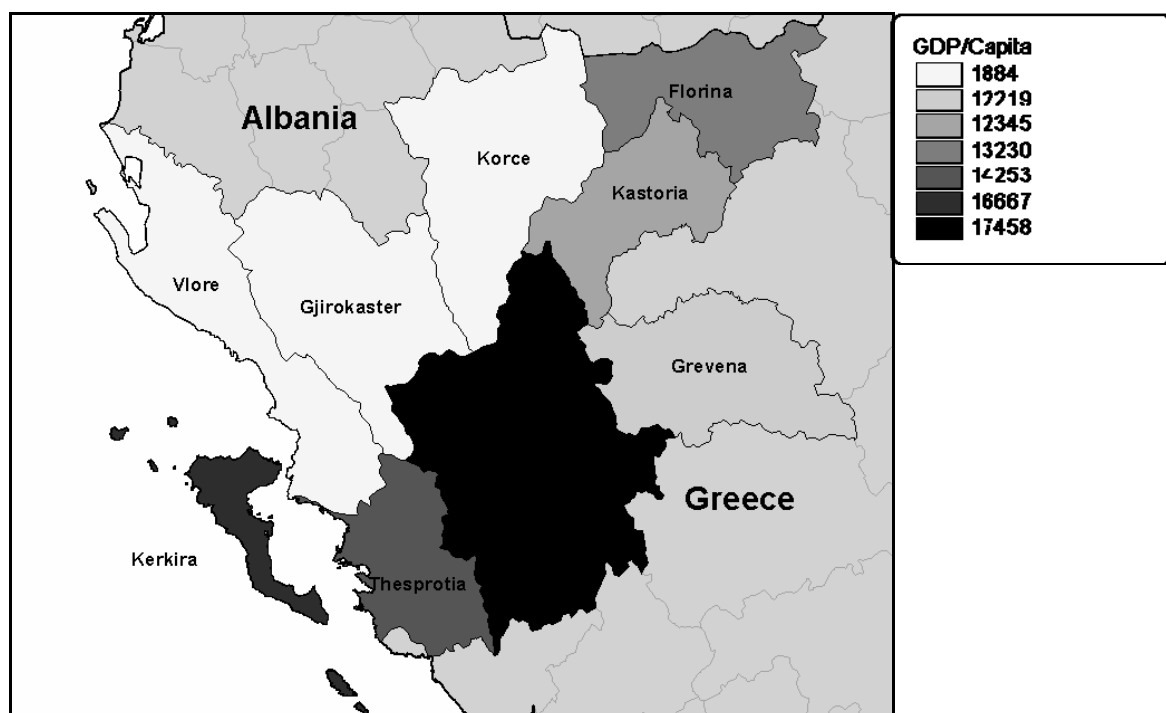 GDP/Capita
1884
12219
12345
13230
14253
16667
17458
Albania
Florina
Korce
Kastoria
Vlore
Gjirokaster
Grevena
Greece
Kerkira
Thesprotia